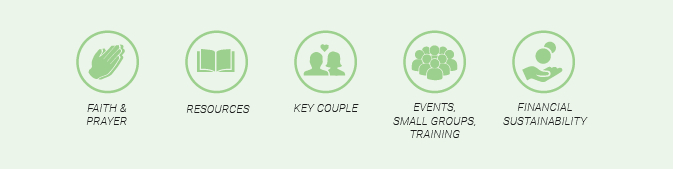 FAITH &
PRAYER
RESOURCES
KEY COUPLE
EVENTS,
SMALL GROUPS,
TRAINING
FINANCIAL
SUSTAINABILITY